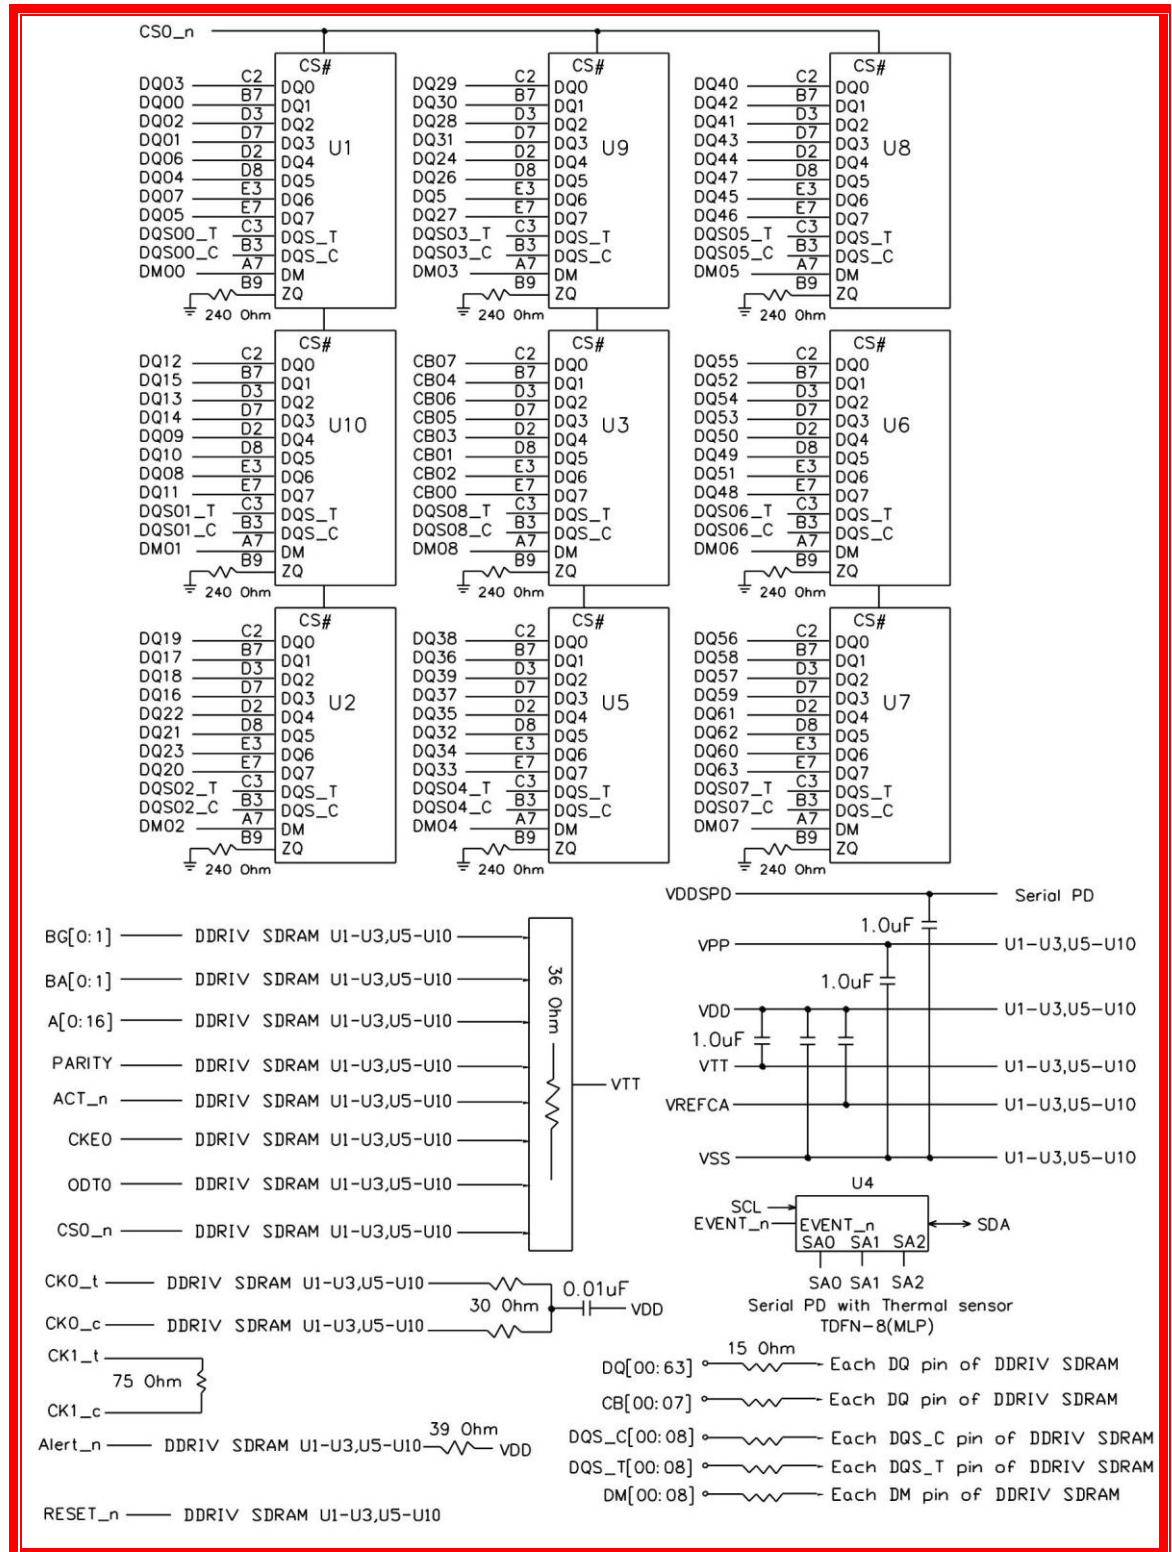 CS0_n
CS# CS# CS#
DQ03 C2 DQ0 DQ29 C2 DQ0 DQ40 C2 DQ0
DQ00 B7 DQ1 DQ30 B7 DQ1 DQ42 B7 DQ1
DQ02 D3 DQ2 DQ28 D3 DQ2 DQ41 D3 DQ2
DQ01 D7 DQ3 U1 DQ31 D7 DQ3 U9 DQ43 D7 DQ3 U8
DQ06 D2 DQ4 DQ24 D2 DQ4 DQ44 D2 DQ4
DQ04 D8 DQ5 DQ26 D8 DQ5 DQ47 D8 DQ5
DQ07 E3 DQ6 DQ5 E3 DQ6 DQ45 E3 DQ6
DQ05 E7 DQ7 DQ27 E7 DQ7 DQ46 E7 DQ7
DQS00_T C3 DQS_T DQS03_T C3 DQS_T DQS05_T C3 DQS_T
DQS00_C B3 DQS_C DQS03_C B3 DQS_C DQS05_C B3 DQS_C
DM00 A7 DM DM03 A7 DM DM05 A7 DM
B9 ZQ B9 ZQ B9 ZQ
240 Ohm 240 Ohm 240 Ohm
CS# CS# CS#
DQ12 C2 DQ0 CB07 C2 DQ0 DQ55 C2 DQ0
DQ15 B7 DQ1 CB04 B7 DQ1 DQ52 B7 DQ1
DQ13 D3 DQ2 CB06 D3 DQ2 DQ54 D3 DQ2
DQ14 D7 DQ3 U10 CB05 D7 DQ3 U3 DQ53 D7 DQ3 U6
DQ09 D2 DQ4 CB03 D2 DQ4 DQ50 D2 DQ4
DQ10 D8 DQ5 CB01 D8 DQ5 DQ49 D8 DQ5
DQ08 E3 DQ6 CB02 E3 DQ6 DQ51 E3 DQ6
DQ11 E7 DQ7 CB00 E7 DQ7 DQ48 E7 DQ7
DQS01_T C3 DQS_T DQS08_T C3 DQS_T DQS06_T C3 DQS_T
DQS01_C B3 DQS_C DQS08_C B3 DQS_C DQS06_C B3 DQS_C
DM01 A7 DM DM08 A7 DM DM06 A7 DM
B9 ZQ B9 ZQ B9 ZQ
240 Ohm 240 Ohm 240 Ohm
CS# CS# CS#
DQ19 C2 DQ0 DQ38 C2 DQ0 DQ56 C2 DQ0
DQ17 B7 DQ1 DQ36 B7 DQ1 DQ58 B7 DQ1
DQ18 D3 DQ2 DQ39 D3 DQ2 DQ57 D3 DQ2
DQ16 D7 DQ3 U2 DQ37 D7 DQ3 U5 DQ59 D7 DQ3 U7
DQ22 D2 DQ4 DQ35 D2 DQ4 DQ61 D2 DQ4
DQ21 D8 DQ5 DQ32 D8 DQ5 DQ62 D8 DQ5
DQ23 E3 DQ6 DQ34 E3 DQ6 DQ60 E3 DQ6
DQ20 E7 DQ7 DQ33 E7 DQ7 DQ63 E7 DQ7
DQS02_T C3 DQS_T DQS04_T C3 DQS_T DQS07_T C3 DQS_T
DQS02_C B3 DQS_C DQS04_C B3 DQS_C DQS07_C B3 DQS_C
DM02 A7 DM DM04 A7 DM DM07 A7 DM
B9 ZQ B9 ZQ B9 ZQ
240 Ohm 240 Ohm 240 Ohm
BG[0:1] DDRIV SDRAM U1-U3,U5-U10
BA[0:1] DDRIV SDRAM U1-U3,U5-U10
A[0:16] DDRIV SDRAM U1-U3,U5-U10
PARITY DDRIV SDRAM U1-U3,U5-U10
ACT_n DDRIV SDRAM U1-U3,U5-U10
CKE0 DDRIV SDRAM U1-U3,U5-U10
ODT0 DDRIV SDRAM U1-U3,U5-U10
CS0_n DDRIV SDRAM U1-U3,U5-U10
36 Ohm
VTT
VDDSPD Serial PD
1.0uF
VPP U1-U3,U5-U10
1.0uF
VDD U1-U3,U5-U10
1.0uF
VTT U1-U3,U5-U10
VREFCA U1-U3,U5-U10
VSS U1-U3,U5-U10
U4
SCL
EVENT_n EVENT_n SDA
SA0 SA1 SA2
SA0 SA1 SA2
Serial PD with Thermal sensor
TDFN-8(MLP)
CK0_t DDRIV SDRAM U1-U3,U5-U10
30 Ohm 0.01uF VDD
CK0_c DDRIV SDRAM U1-U3,U5-U10
CK1_t
75 Ohm
CK1_c
Alert_n DDRIV SDRAM U1-U3,U5-U10 39 Ohm VDD
RESET_n DDRIV SDRAM U1-U3,U5-U10
15 Ohm
DQ[00:63] Each DQ pin of DDRIV SDRAM
CB[00:07] Each DQ pin of DDRIV SDRAM
DQS_C[00:08] Each DQS_C pin of DDRIV SDRAM
DQS_T[00:08] Each DQS_T pin of DDRIV SDRAM
DM[00:08] Each DM pin of DDRIV SDRAM